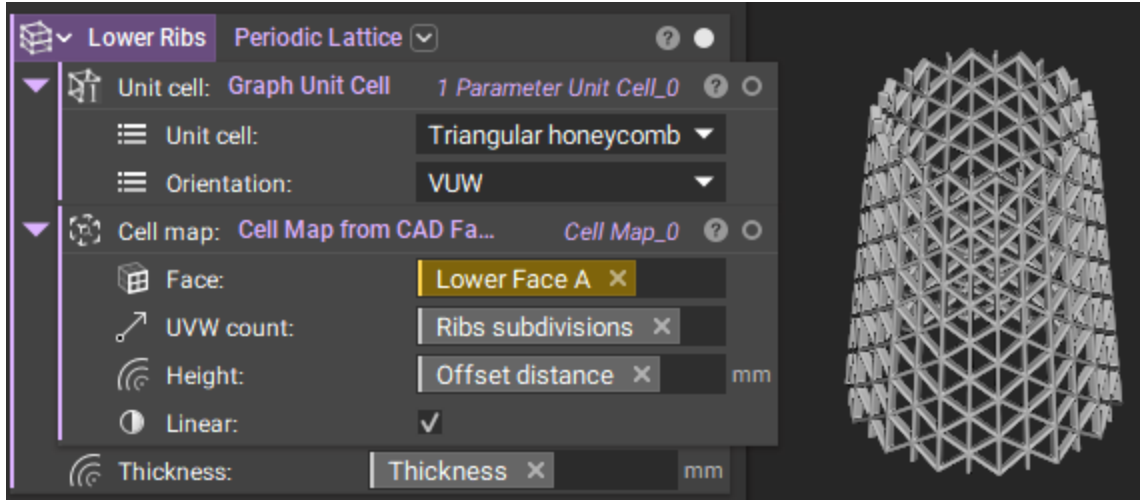 Lower Ribs Periodic Lattice ?
Unit cell: Graph Unit Cell 1 Parameter Unit Cell_0 ?
Unit cell: Triangular honeycomb
Orientation: VUW
Cell map: Cell Map from CAD Fa... Cell Map_0 ?
Face: Lower Face A ×
UVW count: Ribs subdivisions ×
Height: Offset distance × mm
Linear:
Thickness: Thickness × mm